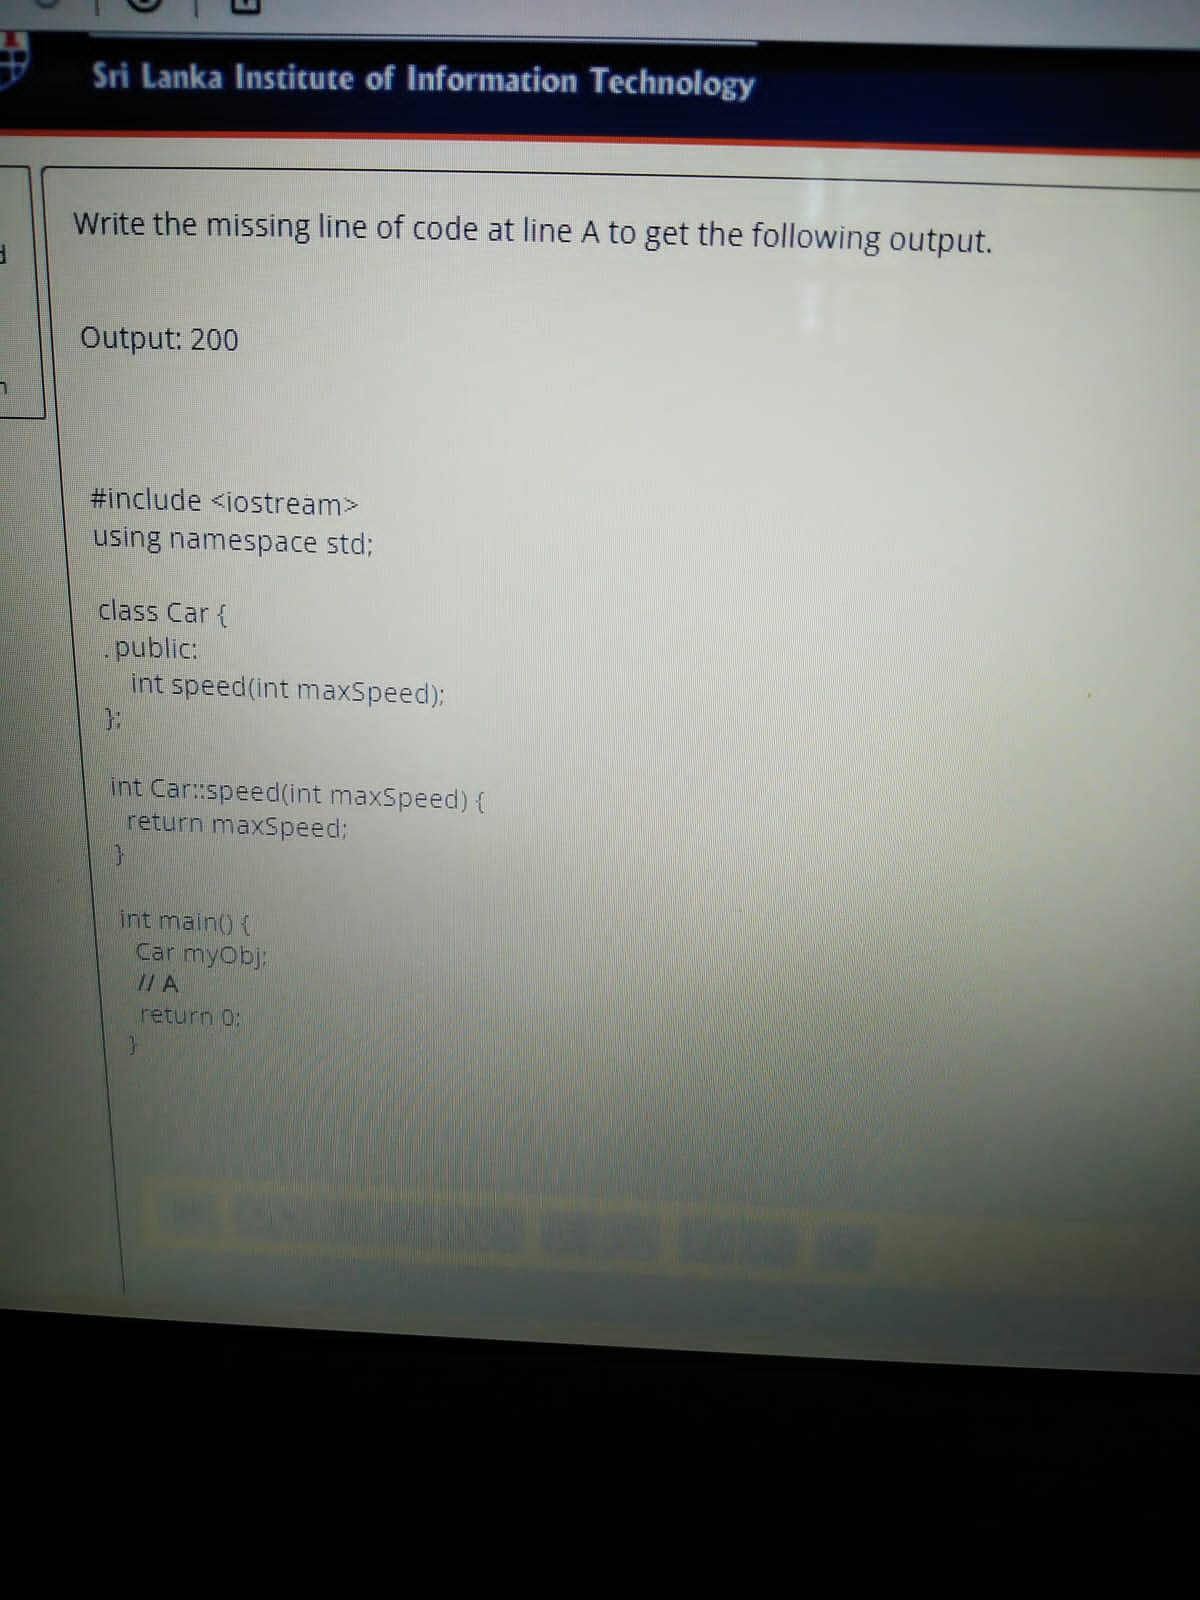 Sri Lanka Institute of Information Technology
Write the missing line of code at line A to get the following output.
Output: 200
#include <iostream>
using namespace std;
class Car {
public:
int speed(int maxSpeed);
};
int Car::speed(int maxSpeed) {
return maxSpeed;
}
int main() {
Car myObj;
// A
return 0;
}